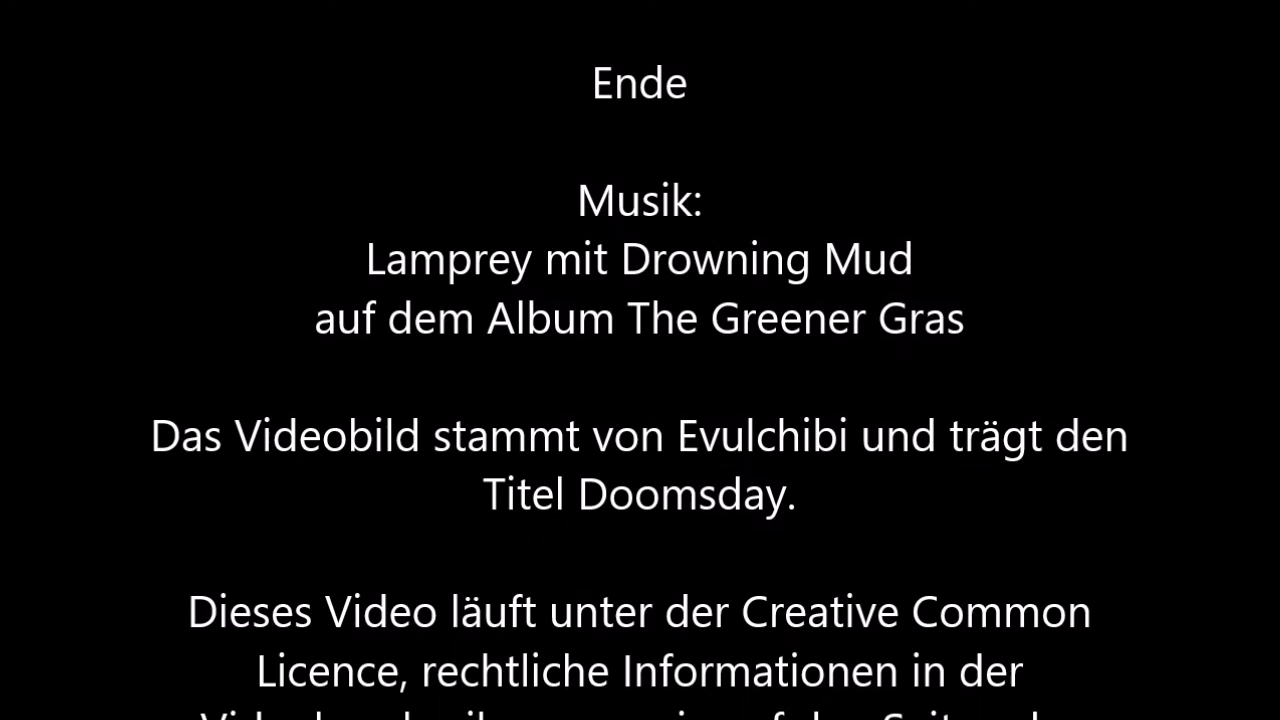 Ende
Musik:
Lamprey mit Drowning Mud
auf dem Album The Greener Gras
Das Videobild stammt von Evulchibi und trägt den
Titel Doomsday.
Dieses Video läuft unter der Creative Common
Licence, rechtliche Informationen in der